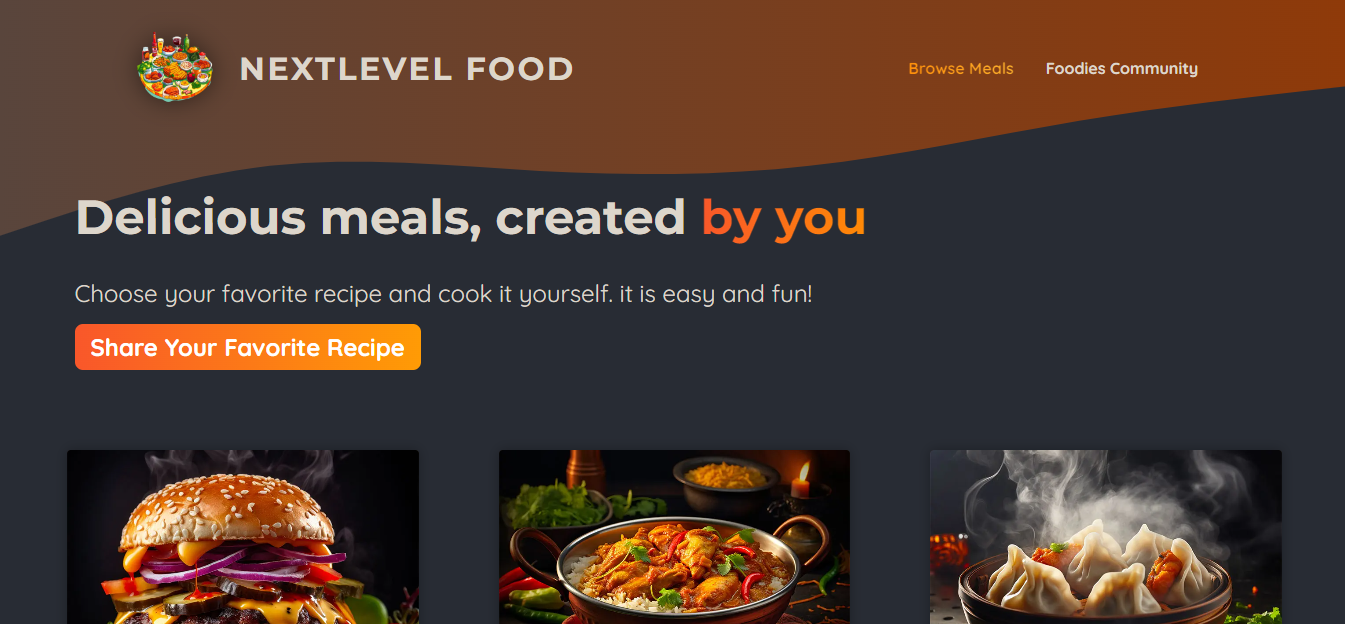 NEXTLEVEL FOOD
Browse Meals
Foodies Community
Delicious meals, created by you
Choose your favorite recipe and cook it yourself. it is easy and fun!
Share Your Favorite Recipe